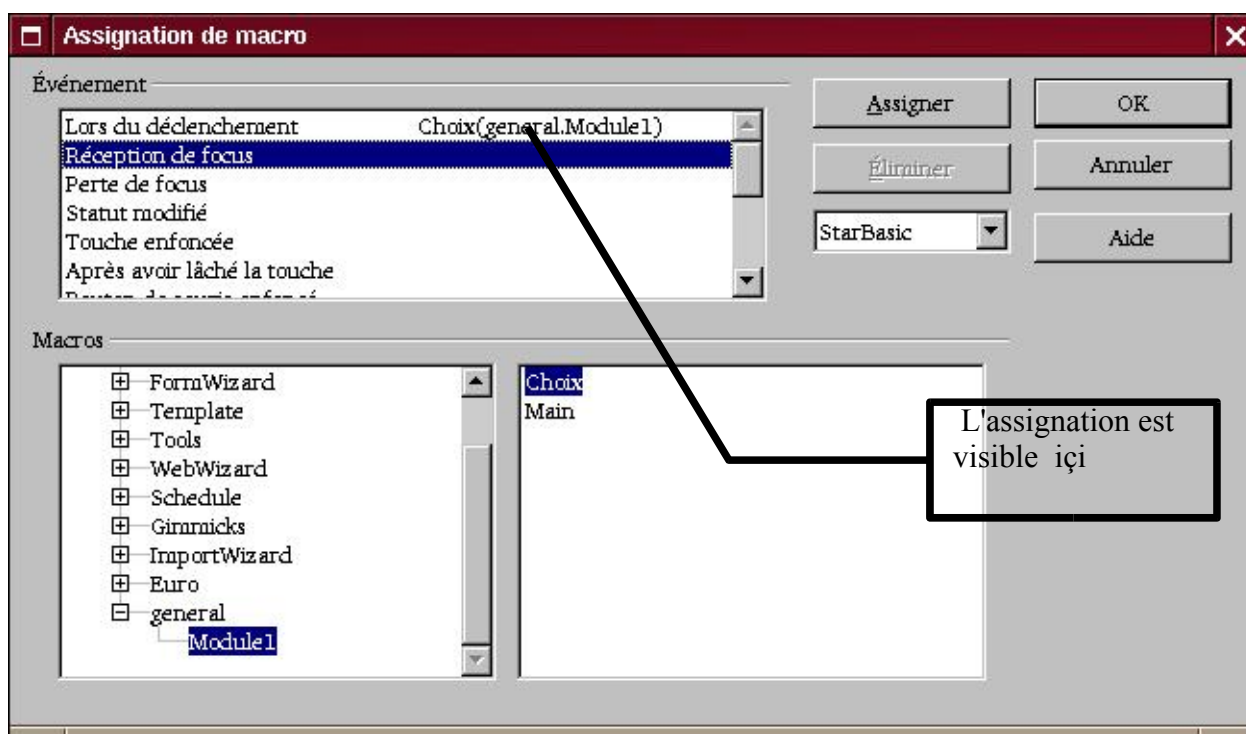 Assignation de macro
Événement
Lors du déclenchement Choix(general.Module1)
Réception de focus
Perte de focus
Statut modifié
Touche enfoncée
Après avoir lâché la touche
Assigner
OK
Éliminer
Annuler
StarBasic
Aide
Macros
FormWizard
Template
Tools
WebWizard
Schedule
Gimmicks
ImportWizard
Euro
general
Module1
Choix
Main
L'assignation est
visible içi